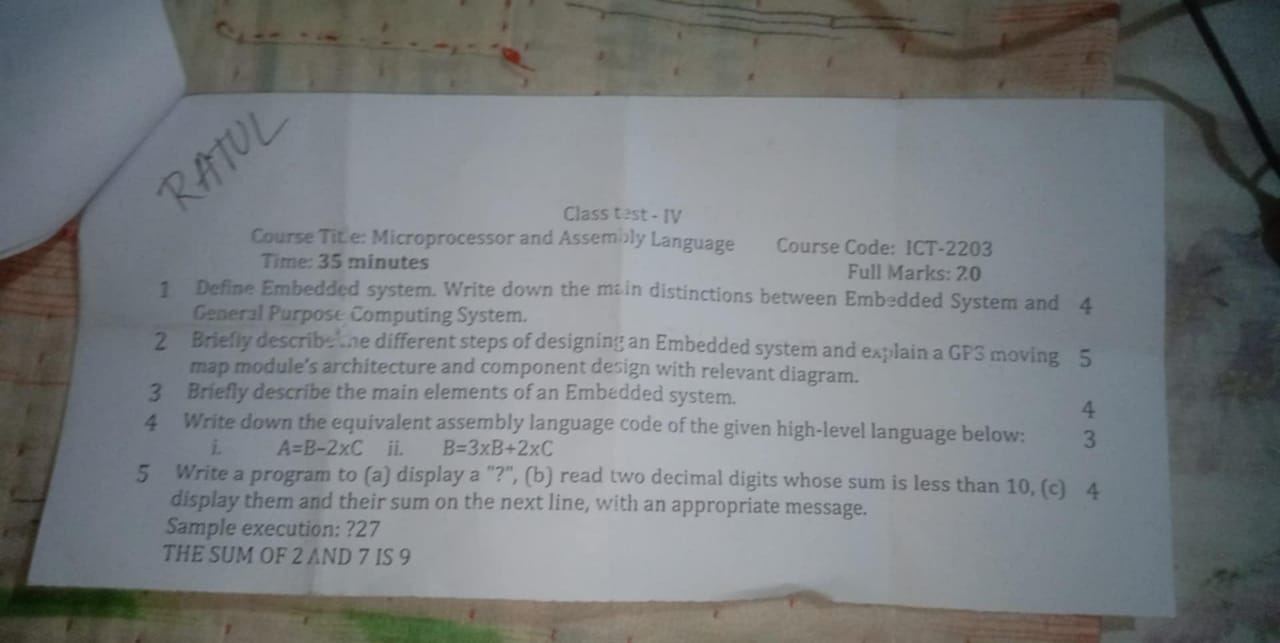 RATUL
Class test - IV
Course Title: Microprocessor and Assembly Language Course Code: ICT-2203
Time: 35 minutes Full Marks: 20
1 Define Embedded system. Write down the main distinctions between Embedded System and 4
General Purpose Computing System.
2 Briefly describe the different steps of designing an Embedded system and explain a GPS moving 5
map module's architecture and component design with relevant diagram.
3 Briefly describe the main elements of an Embedded system. 4
4 Write down the equivalent assembly language code of the given high-level language below: 3
i. A=B-2xC ii. B=3xB+2xC
5 Write a program to (a) display a "?", (b) read two decimal digits whose sum is less than 10, (c) 4
display them and their sum on the next line, with an appropriate message.
Sample execution: ?27
THE SUM OF 2 AND 7 IS 9